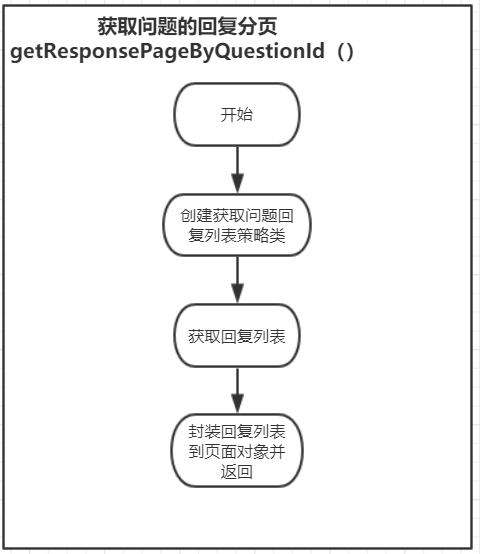 获取问题的回复分页
getResponsePageByQuestionId（）
开始
创建获取问题回
复列表策略类
获取回复列表
封装回复列表
到页面对象并
返回